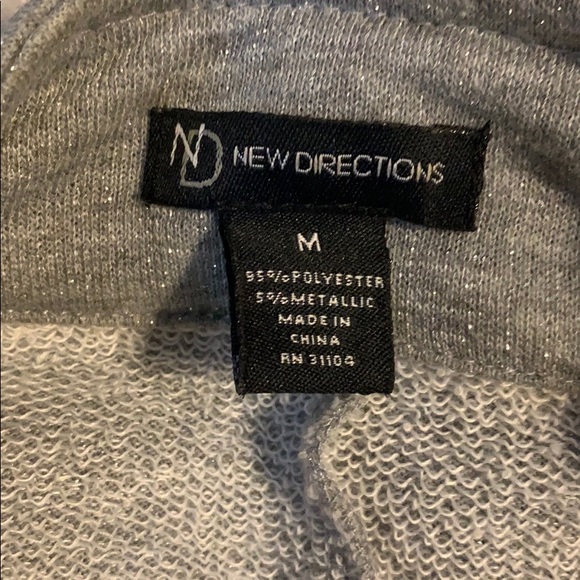 ND NEW DIRECTIONS
M
95% POLYESTER
5% METALLIC
MADE IN
CHINA
RN 31104